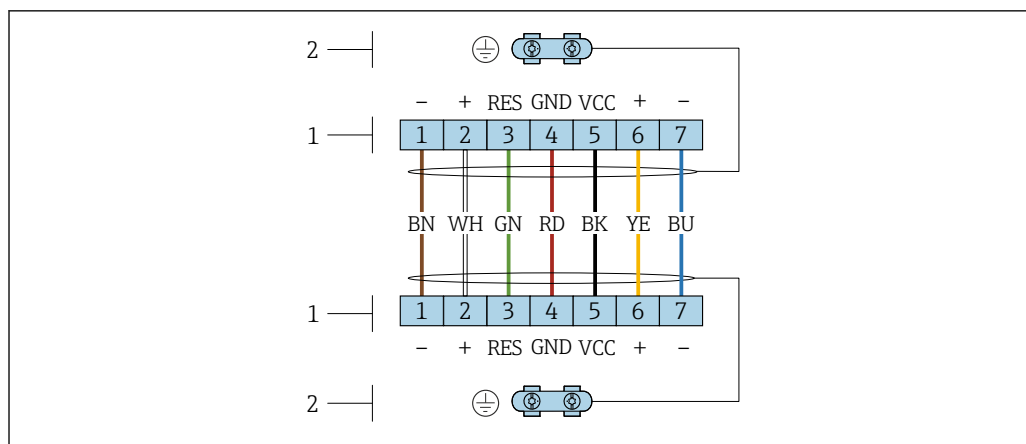 2
− + RES GND VCC + −
1 1 2 3 4 5 6 7
BN WH GN RD BK YE BU
1 1 2 3 4 5 6 7
− + RES GND VCC + −
2